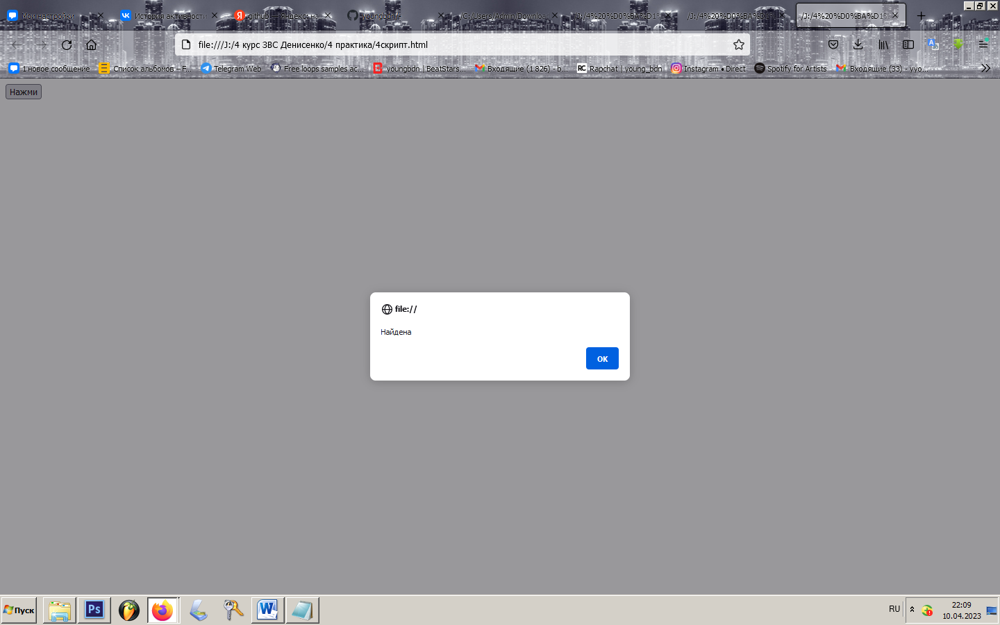 Мои настройки
История активности
github — Яндекс: на
youngbdn/-
/C:/Users/Admin/Downloa
/J:/4%20%D0%BA%D1%
/J:/4%20%D0%BA%D1%
/J:/4%20%D0%BA%D1%
file:///J:/4 курс ЗВС Денисенко/4 практика/4скрипт.html
1 новое сообщение
Список альбомов – F...
Telegram Web
Free loops samples ac...
youngbdn | BeatStars...
Входящие (1 826) - b...
Rapchat | young_bdn
Instagram • Direct
Spotify for Artists
Входящие (33) - yyo...
Нажми
file://
Найдена
ОК
Пуск
Ps
RU
22:09
10.04.2023